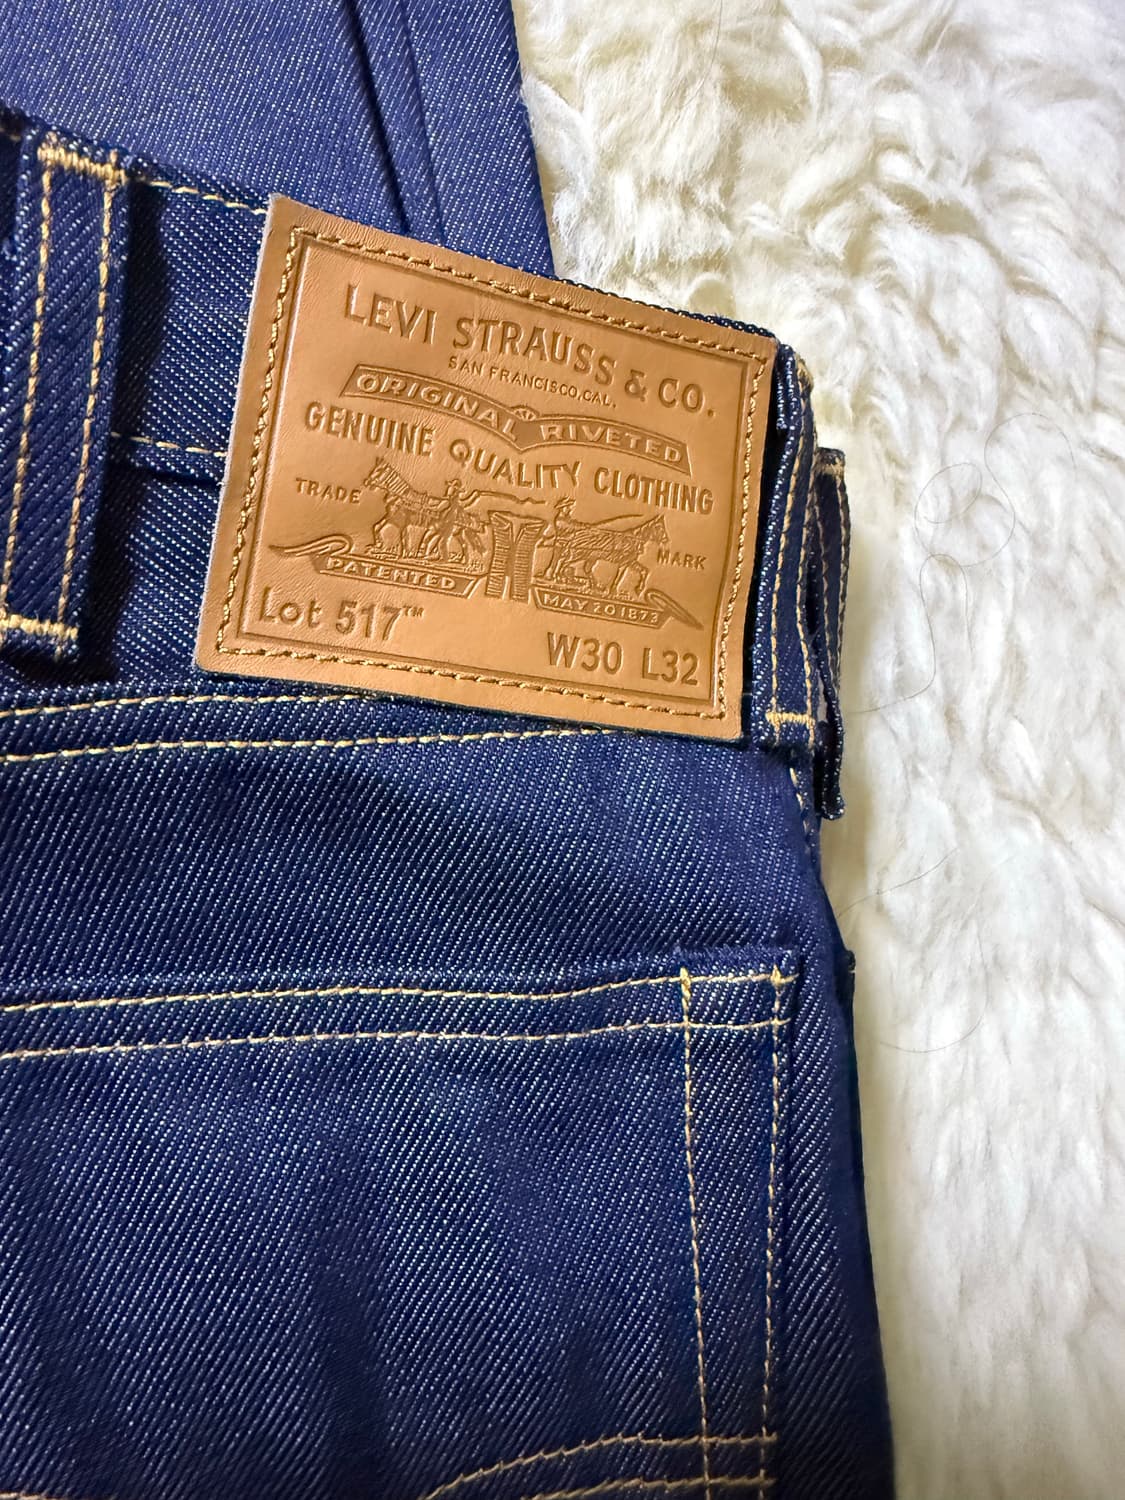 LEVI STRAUSS & CO.
SAN FRANCISCO, CAL.
ORIGINAL RIVETED
GENUINE QUALITY CLOTHING
TRADE MARK
PATENTED MAY 20 1873
Lot 517™
W30 L32